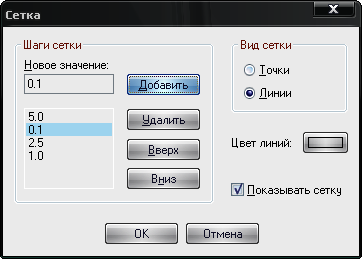 Сетка
Шаги сетки
Новое значение:
0.1
Добавить
5.0
0.1
2.5
1.0
Удалить
Вверх
Вниз
Вид сетки
Точки
Линии
Цвет линий:
Показывать сетку
OK
Отмена